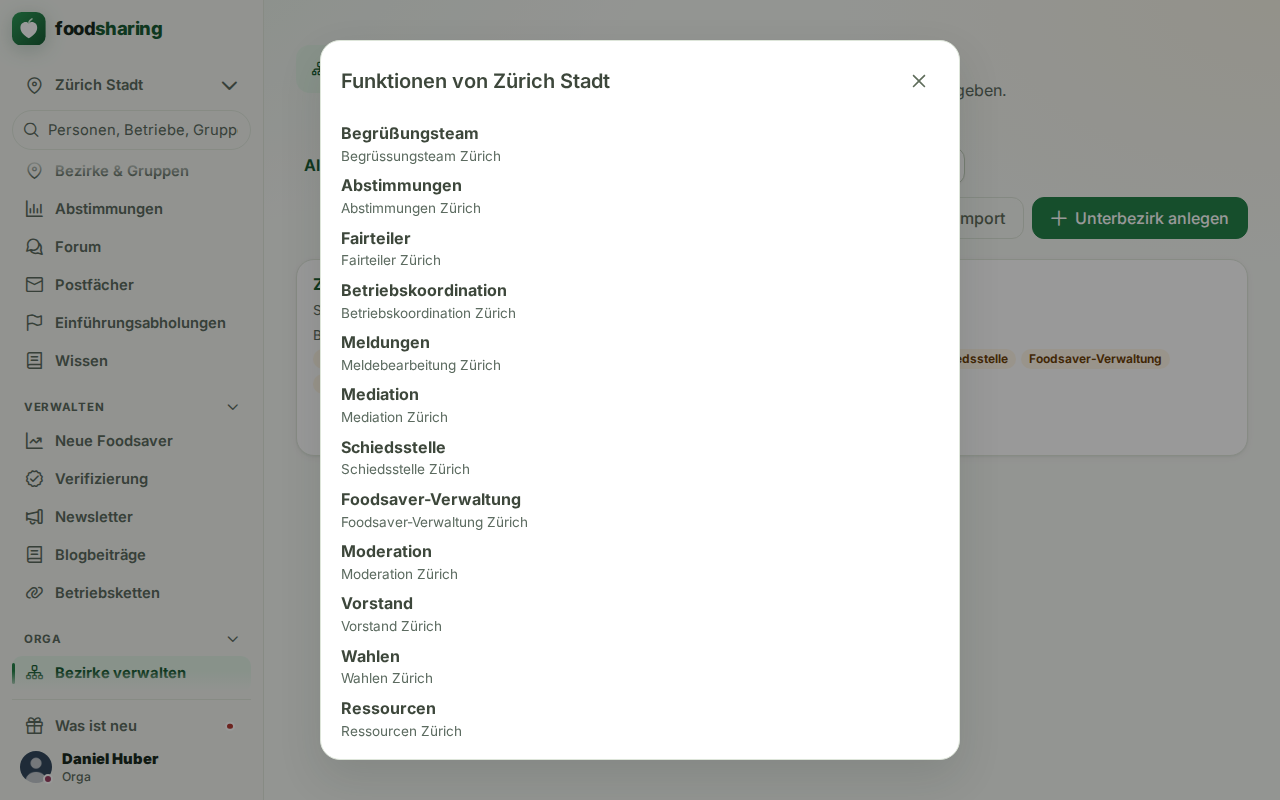 foodsharing
Zürich Stadt
Personen, Betriebe, Grupp
Bezirke & Gruppen
Abstimmungen
Forum
Postfächer
Einführungsabholungen
Wissen
VERWALTEN
Neue Foodsaver
Verifizierung
Newsletter
Blogbeiträge
Betriebsketten
ORGA
Bezirke verwalten
Was ist neu
Daniel Huber
Orga
Funktionen von Zürich Stadt
Begrüßungsteam
Begrüssungsteam Zürich
Abstimmungen
Abstimmungen Zürich
Fairteiler
Fairteiler Zürich
Betriebskoordination
Betriebskoordination Zürich
Meldungen
Meldebearbeitung Zürich
Mediation
Mediation Zürich
Schiedsstelle
Schiedsstelle Zürich
Foodsaver-Verwaltung
Foodsaver-Verwaltung Zürich
Moderation
Moderation Zürich
Vorstand
Vorstand Zürich
Wahlen
Wahlen Zürich
Ressourcen
Ressourcen Zürich
geben.
mport
Unterbezirk anlegen
edsstelle
Foodsaver-Verwaltung